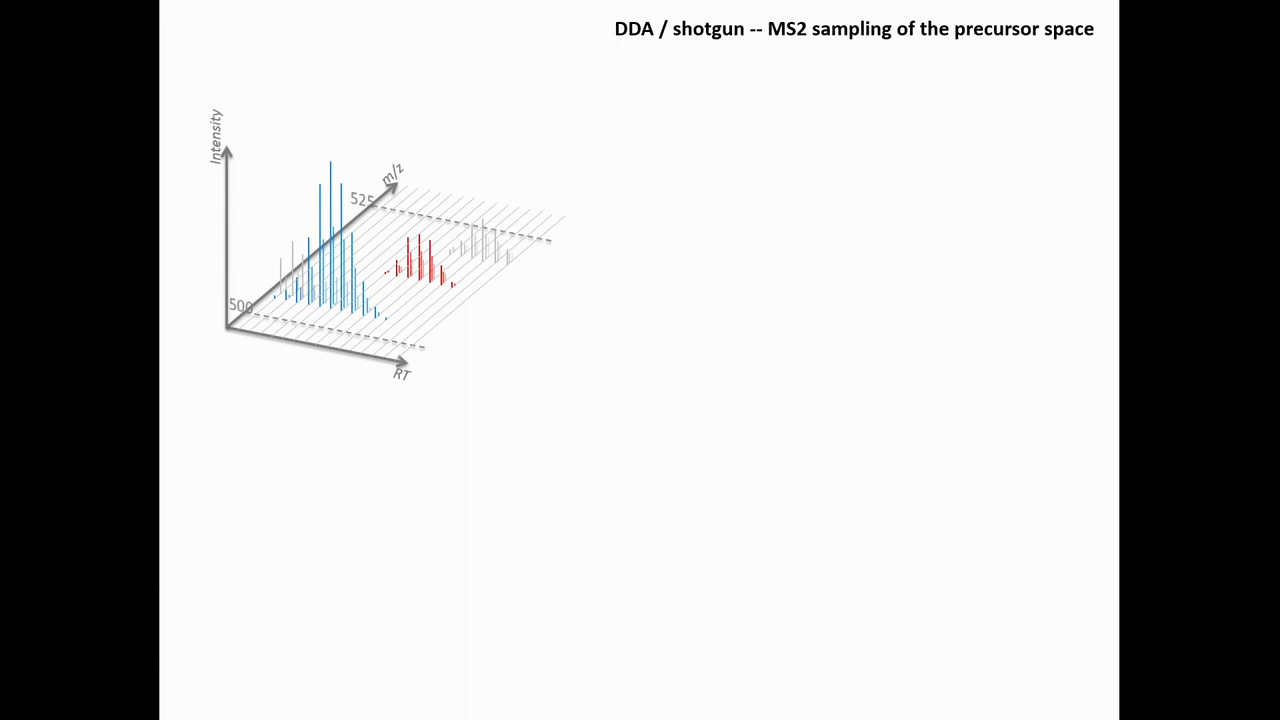 DDA / shotgun -- MS2 sampling of the precursor space
Intensity
m/z
525
500
RT